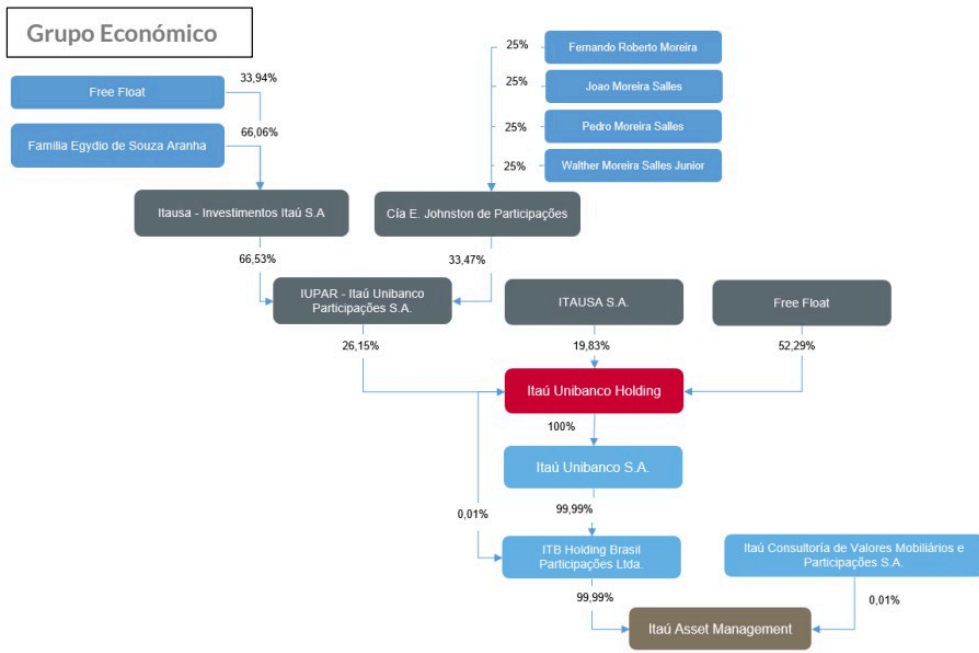 Grupo Económico
25%
Fernando Roberto Moreira
33,94%
Free Float
25%
Joao Moreira Salles
66,06%
25%
Pedro Moreira Salles
Familia Egydio de Souza Aranha
25%
Walther Moreira Salles Junior
Itausa - Investimentos Itaú S.A
Cía E. Johnston de Participações
66,53%
33,47%
IUPAR - Itaú Unibanco
Participações S.A.
ITAUSA S.A.
Free Float
26,15%
19,83%
52,29%
Itaú Unibanco Holding
100%
Itaú Unibanco S.A.
0,01%
99,99%
ITB Holding Brasil
Participações Ltda.
Itaú Consultoría de Valores Mobiliários e
Participações S.A.
99,99%
0,01%
Itaú Asset Management